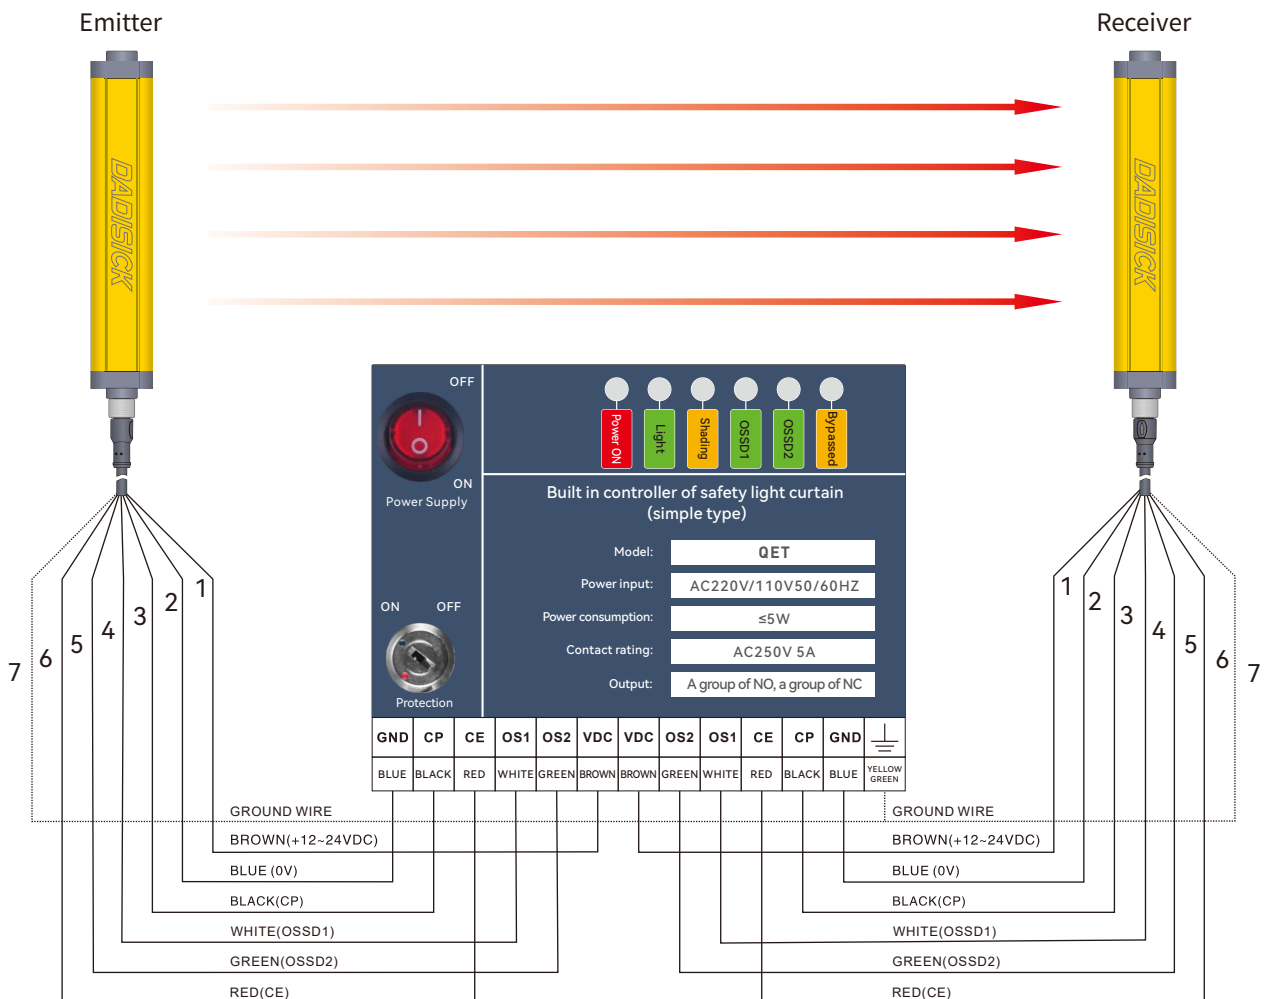 Emitter
Receiver
DADISICK
DADISICK
OFF
ON
Power Supply
Power ON
Light
Shading
OSSD1
OSSD2
Bypassed
Built in controller of safety light curtain
(simple type)
Model: QET
Power input: AC220V/110V50/60HZ
Power consumption: ≤5W
Contact rating: AC250V 5A
Output: A group of NO, a group of NC
ON OFF
Protection
GND CP CE OS1 OS2 VDC VDC OS2 OS1 CE CP GND
BLUE BLACK RED WHITE GREEN BROWN BROWN GREEN WHITE RED BLACK BLUE YELLOW GREEN
7 6 5 4 3 2 1
1 2 3 4 5 6 7
GROUND WIRE
BROWN(+12~24VDC)
BLUE (0V)
BLACK(CP)
WHITE(OSSD1)
GREEN(OSSD2)
RED(CE)
GROUND WIRE
BROWN(+12~24VDC)
BLUE (0V)
BLACK(CP)
WHITE(OSSD1)
GREEN(OSSD2)
RED(CE)